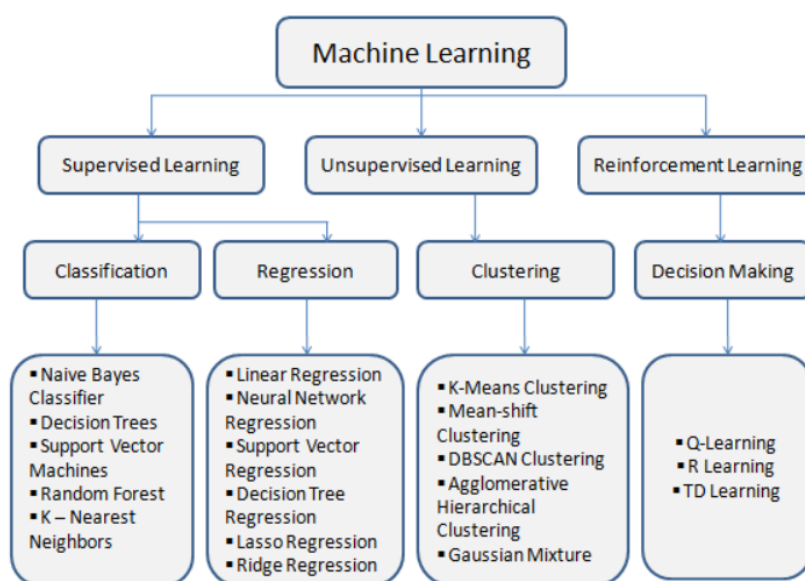 Machine Learning
Supervised Learning
Unsupervised Learning
Reinforcement Learning
Classification
Regression
Clustering
Decision Making
▪ Naive Bayes
Classifier
▪ Decision Trees
▪ Support Vector
Machines
▪ Random Forest
▪ K – Nearest
Neighbors
▪ Linear Regression
▪ Neural Network
Regression
▪ Support Vector
Regression
▪ Decision Tree
Regression
▪ Lasso Regression
▪ Ridge Regression
▪ K-Means Clustering
▪ Mean-shift
Clustering
▪ DBSCAN Clustering
▪ Agglomerative
Hierarchical
Clustering
▪ Gaussian Mixture
▪ Q-Learning
▪ R Learning
▪ TD Learning